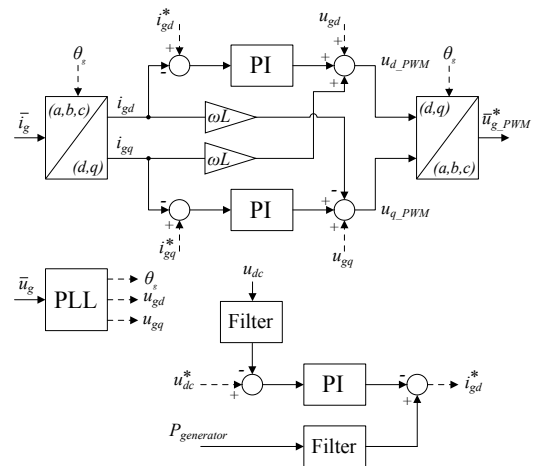 i*gd
ugd
θg
PI
ud_PWM
θg
(a,b,c)
igd
ωL
(d,q)
īg
ū*g_PWM
igq
ωL
(d,q)
(a,b,c)
PI
uq_PWM
i*gq
ugq
ūg
PLL
θg
ugd
ugq
udc
Filter
u*dc
PI
i*gd
Pgenerator
Filter
- + + + + + - - + + + - + - +